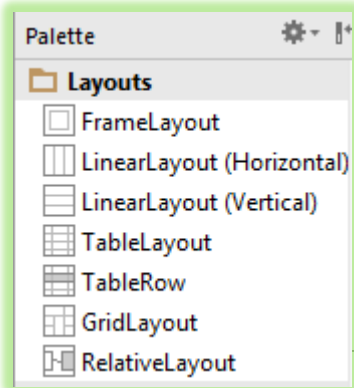 Palette
Layouts
FrameLayout
LinearLayout (Horizontal)
LinearLayout (Vertical)
TableLayout
TableRow
GridLayout
RelativeLayout